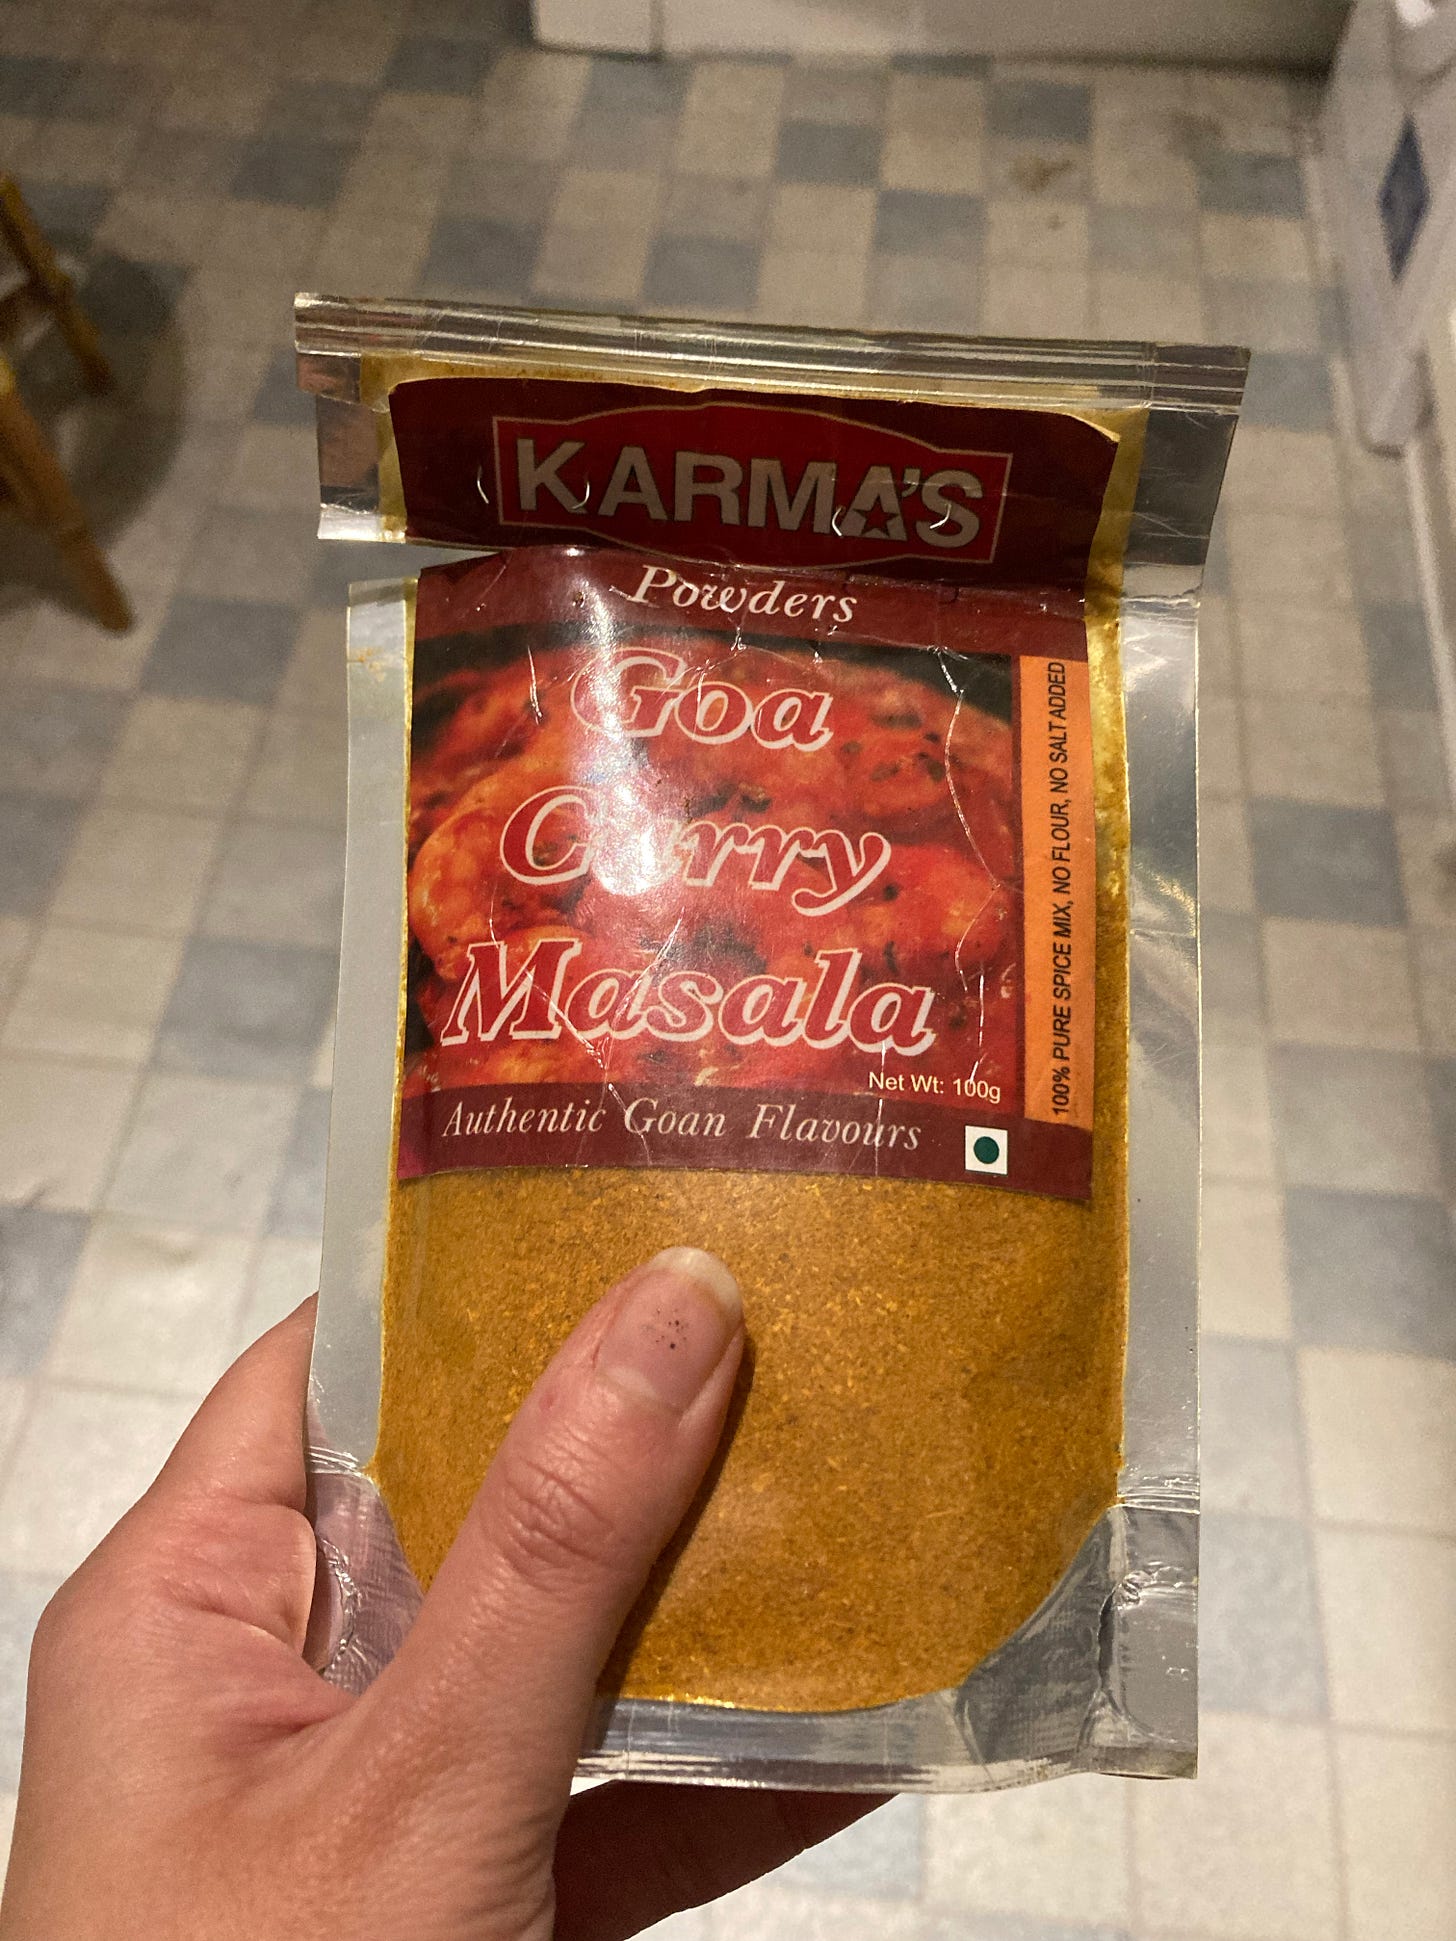 KARMA'S
Powders
Goa
Curry
Masala
Net Wt: 100g
Authentic Goan Flavours
100% PURE SPICE MIX, NO FLOUR, NO SALT ADDED